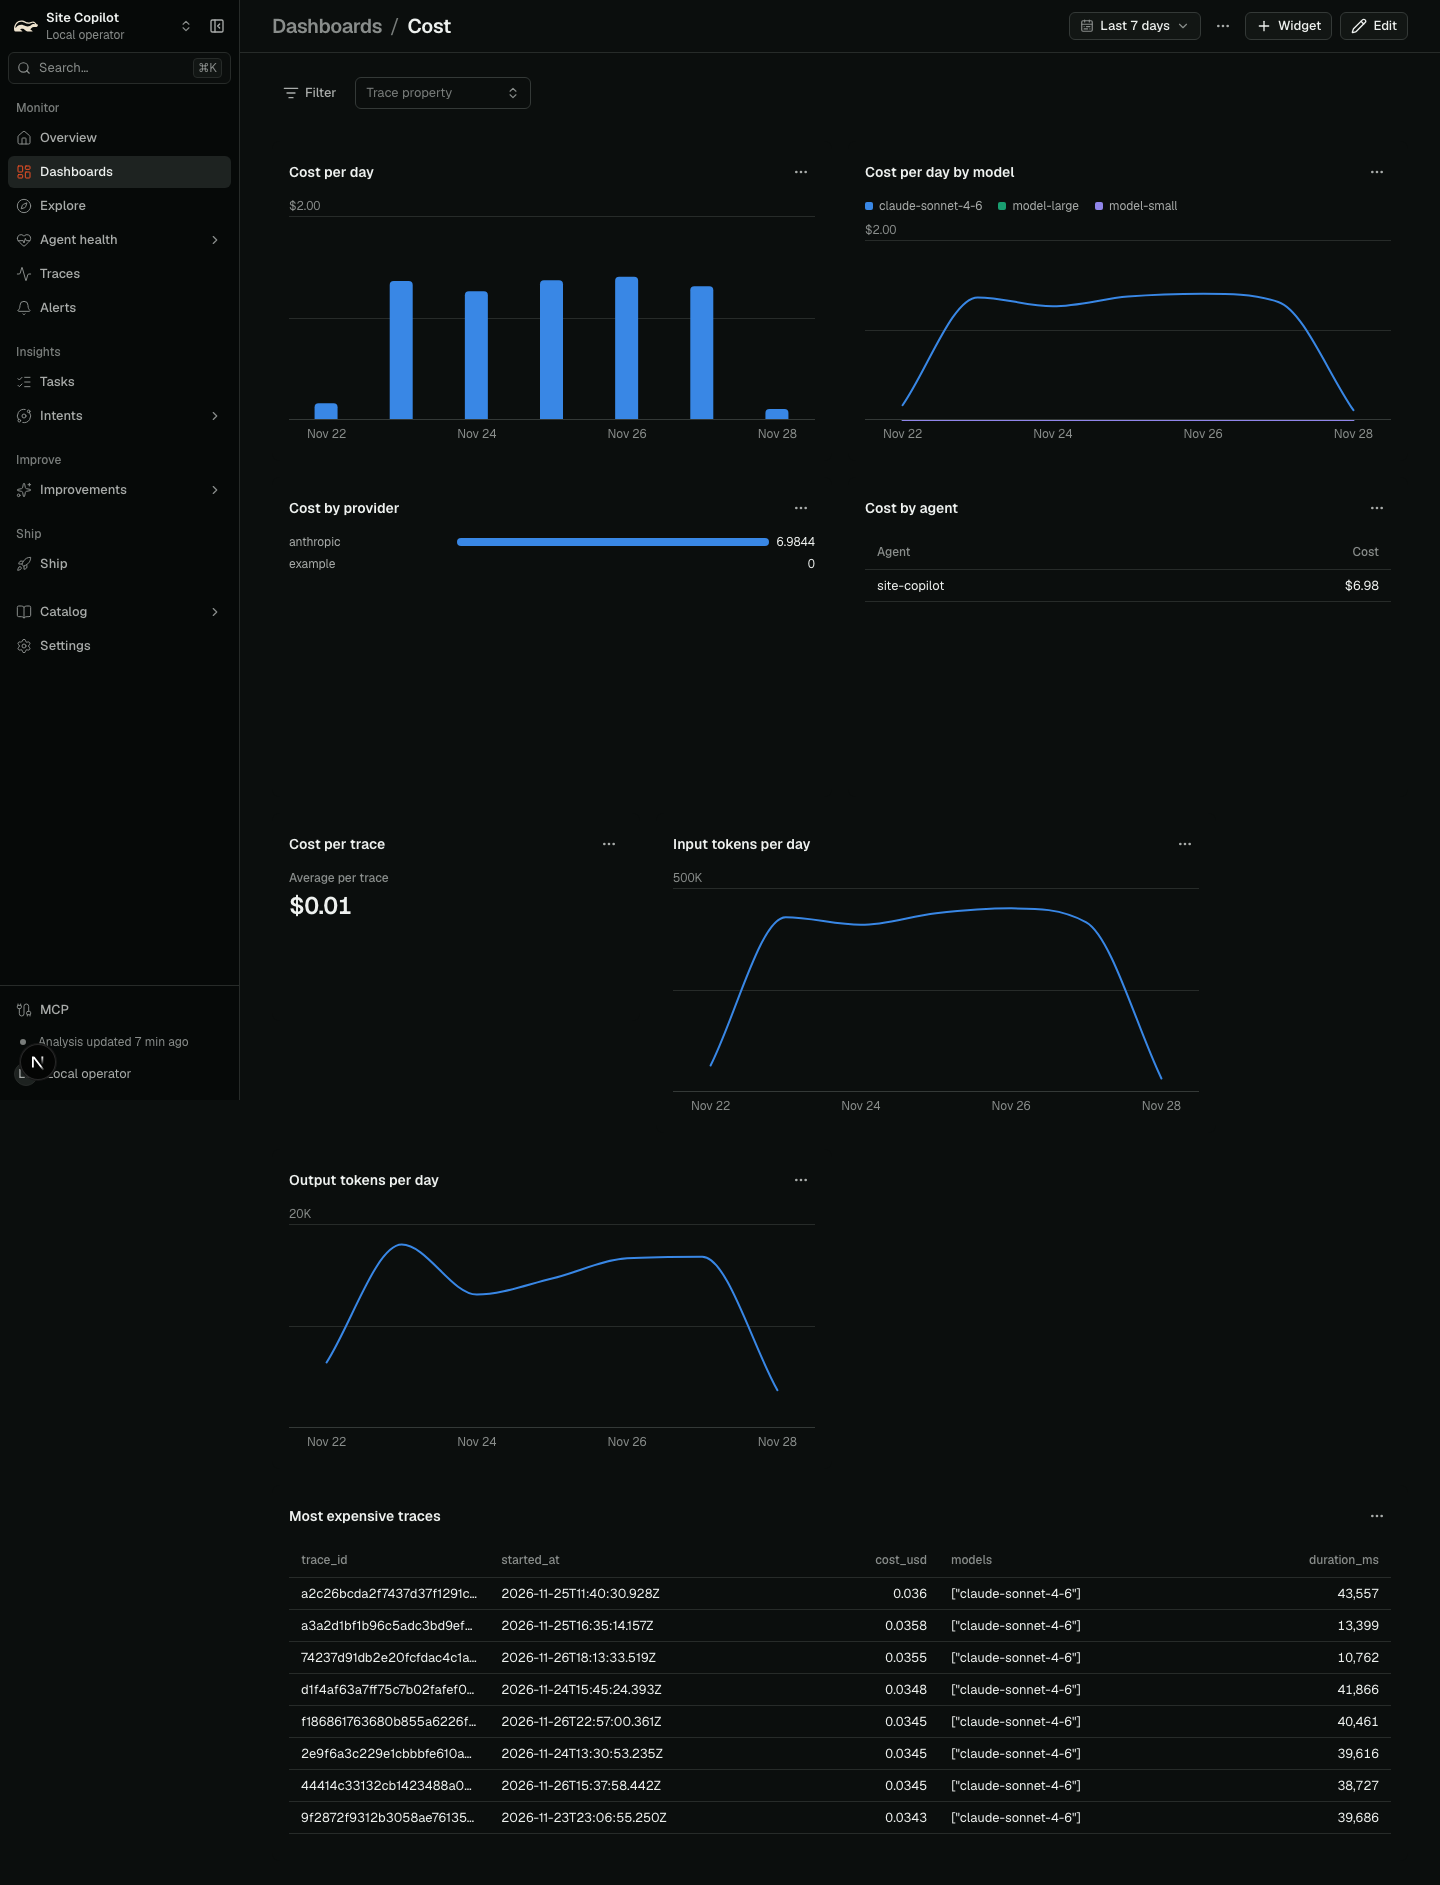 Site Copilot
Local operator
Search...
⌘K
Monitor
Overview
Dashboards
Explore
Agent health
Traces
Alerts
Insights
Tasks
Intents
Improve
Improvements
Ship
Ship
Catalog
Settings
MCP
Analysis updated 7 min ago
N
Local operator
Dashboards / Cost
Last 7 days
Widget
Edit
Filter
Trace property
Cost per day
$2.00
Nov 22 Nov 24 Nov 26 Nov 28
Cost per day by model
claude-sonnet-4-6 model-large model-small
$2.00
Nov 22 Nov 24 Nov 26 Nov 28
Cost by provider
anthropic 6.9844
example 0
Cost by agent
Agent Cost
site-copilot $6.98
Cost per trace
Average per trace
$0.01
Input tokens per day
500K
Nov 22 Nov 24 Nov 26 Nov 28
Output tokens per day
20K
Nov 22 Nov 24 Nov 26 Nov 28
Most expensive traces
trace_id started_at cost_usd models duration_ms
a2c26bcda2f7437d37f1291c... 2026-11-25T11:40:30.928Z 0.036 ["claude-sonnet-4-6"] 43,557
a3a2d1bf1b96c5adc3bd9ef... 2026-11-25T16:35:14.157Z 0.0358 ["claude-sonnet-4-6"] 13,399
74237d91db2e20fcfdac4c1a... 2026-11-26T18:13:33.519Z 0.0355 ["claude-sonnet-4-6"] 10,762
d1f4af63a7ff75c7b02fafef0... 2026-11-24T15:45:24.393Z 0.0348 ["claude-sonnet-4-6"] 41,866
f186861763680b855a6226f... 2026-11-26T22:57:00.361Z 0.0345 ["claude-sonnet-4-6"] 40,461
2e9f6a3c229e1cbbbfe610a... 2026-11-24T13:30:53.235Z 0.0345 ["claude-sonnet-4-6"] 39,616
44414c33132cb1423488a0... 2026-11-26T15:37:58.442Z 0.0345 ["claude-sonnet-4-6"] 38,727
9f2872f9312b3058ae76135... 2026-11-23T23:06:55.250Z 0.0343 ["claude-sonnet-4-6"] 39,686